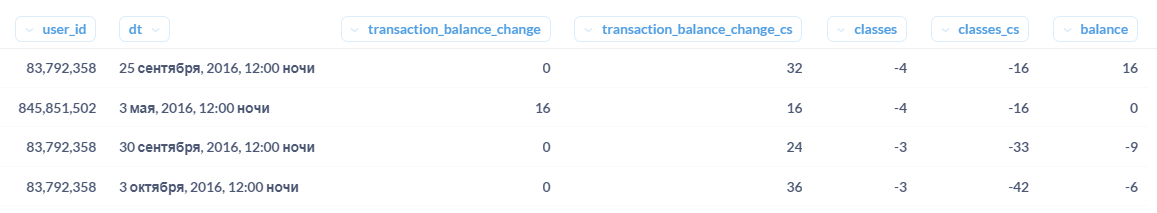 user_id dt transaction_balance_change transaction_balance_change_cs classes classes_cs balance
83,792,358 25 сентября, 2016, 12:00 ночи 0 32 -4 -16 16
845,851,502 3 мая, 2016, 12:00 ночи 16 16 -4 -16 0
83,792,358 30 сентября, 2016, 12:00 ночи 0 24 -3 -33 -9
83,792,358 3 октября, 2016, 12:00 ночи 0 36 -3 -42 -6